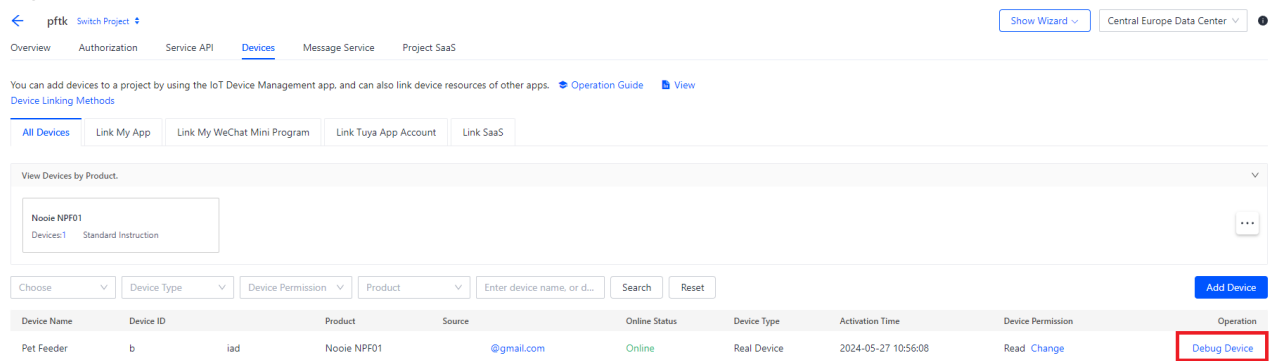 pftk Switch Project Show Wizard Central Europe Data Center
Overview Authorization Service API Devices Message Service Project SaaS
You can add devices to a project by using the IoT Device Management app, and can also link device resources of other apps. Operation Guide View
Device Linking Methods
All Devices Link My App Link My WeChat Mini Program Link Tuya App Account Link SaaS
View Devices by Product.
Nooie NPF01
Devices:1 Standard Instruction
Choose Device Type Device Permission Product Enter device name, or d... Search Reset Add Device
Device Name Device ID Product Source Online Status Device Type Activation Time Device Permission Operation
Pet Feeder b iad Nooie NPF01 @gmail.com Online Real Device 2024-05-27 10:56:08 Read Change Debug Device